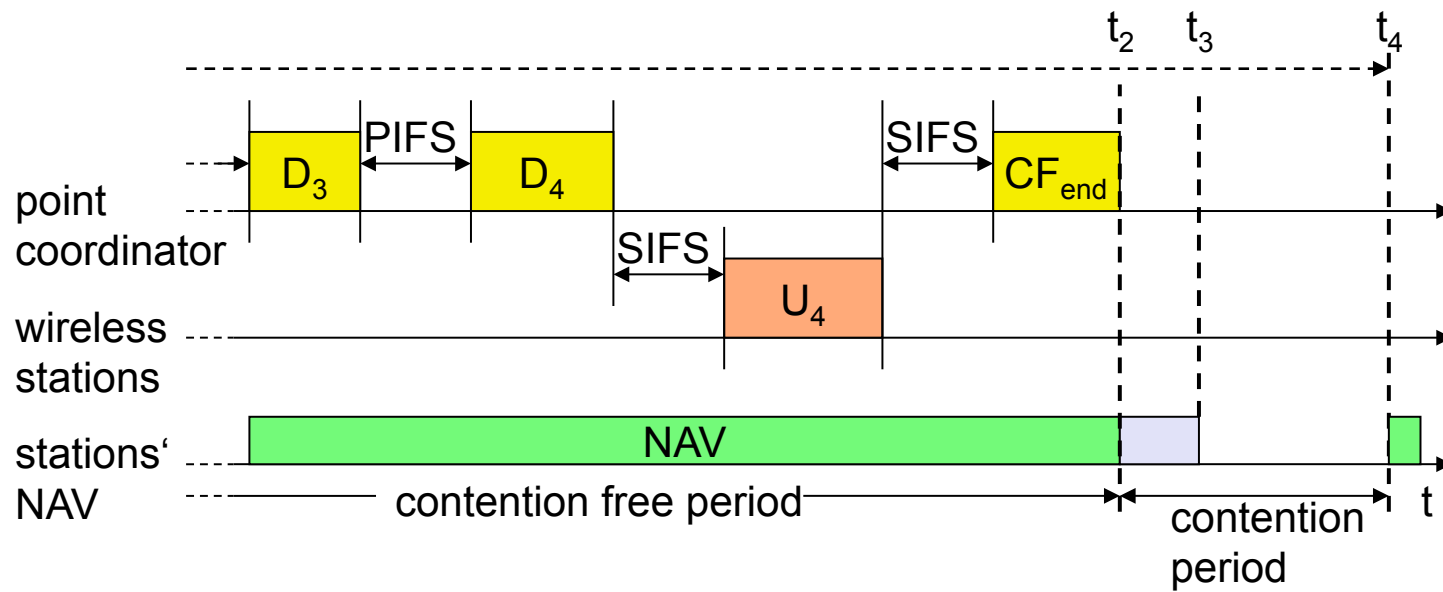 t₂ t₃ t₄
D₃ PIFS D₄ SIFS CFend
point
coordinator
SIFS U₄
wireless
stations
stations‘ NAV
NAV contention free period contention t
period